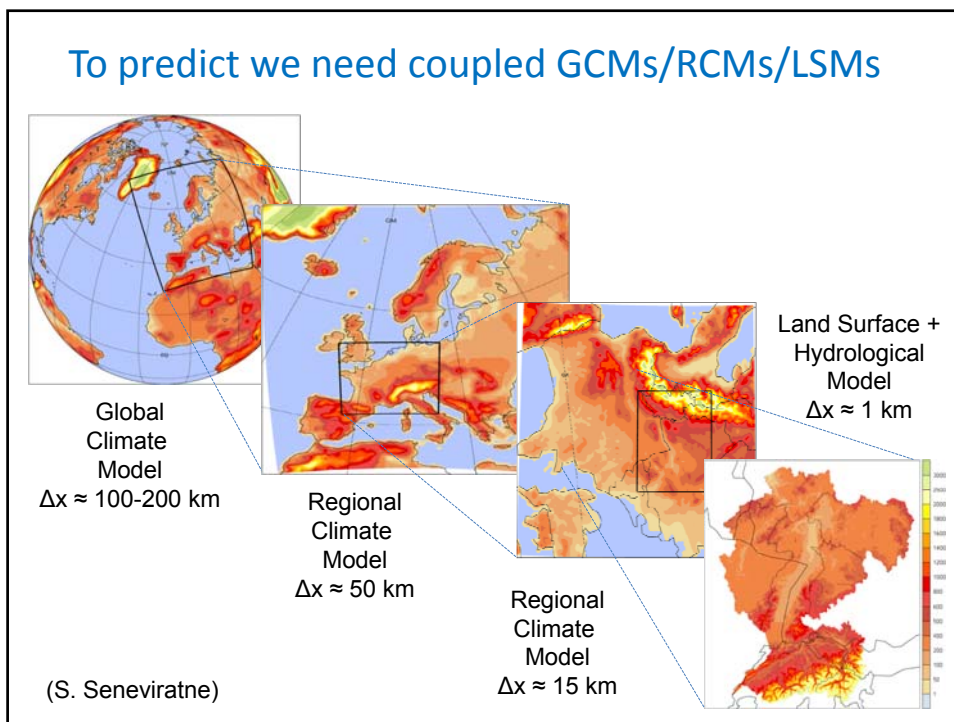 To predict we need coupled GCMs/RCMs/LSMs
Global
Climate
Model
Δx ≈ 100-200 km
Regional
Climate
Model
Δx ≈ 50 km
Regional
Climate
Model
Δx ≈ 15 km
Land Surface +
Hydrological
Model
Δx ≈ 1 km
(S. Seneviratne)